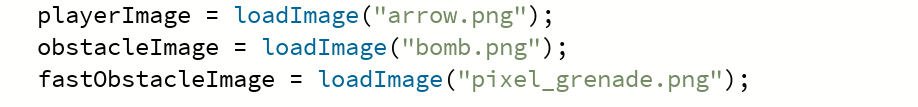 playerImage = loadImage("arrow.png");
obstacleImage = loadImage("bomb.png");
fastObstacleImage = loadImage("pixel_grenade.png");